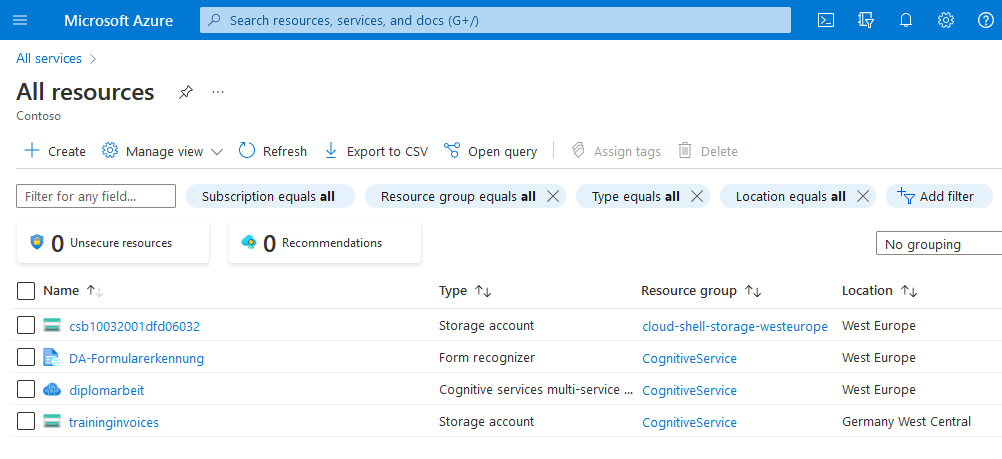 Microsoft Azure Search resources, services, and docs (G+/)
All services
All resources
Contoso
Create Manage view Refresh Export to CSV Open query Assign tags Delete
Filter for any field... Subscription equals all Resource group equals all Type equals all Location equals all Add filter
0 Unsecure resources 0 Recommendations No grouping
Name Type Resource group Location
csb10032001dfd06032 Storage account cloud-shell-storage-westeurope West Europe
DA-Formularerkennung Form recognizer CognitiveService West Europe
diplomarbeit Cognitive services multi-service ... CognitiveService West Europe
traininginvoices Storage account CognitiveService Germany West Central